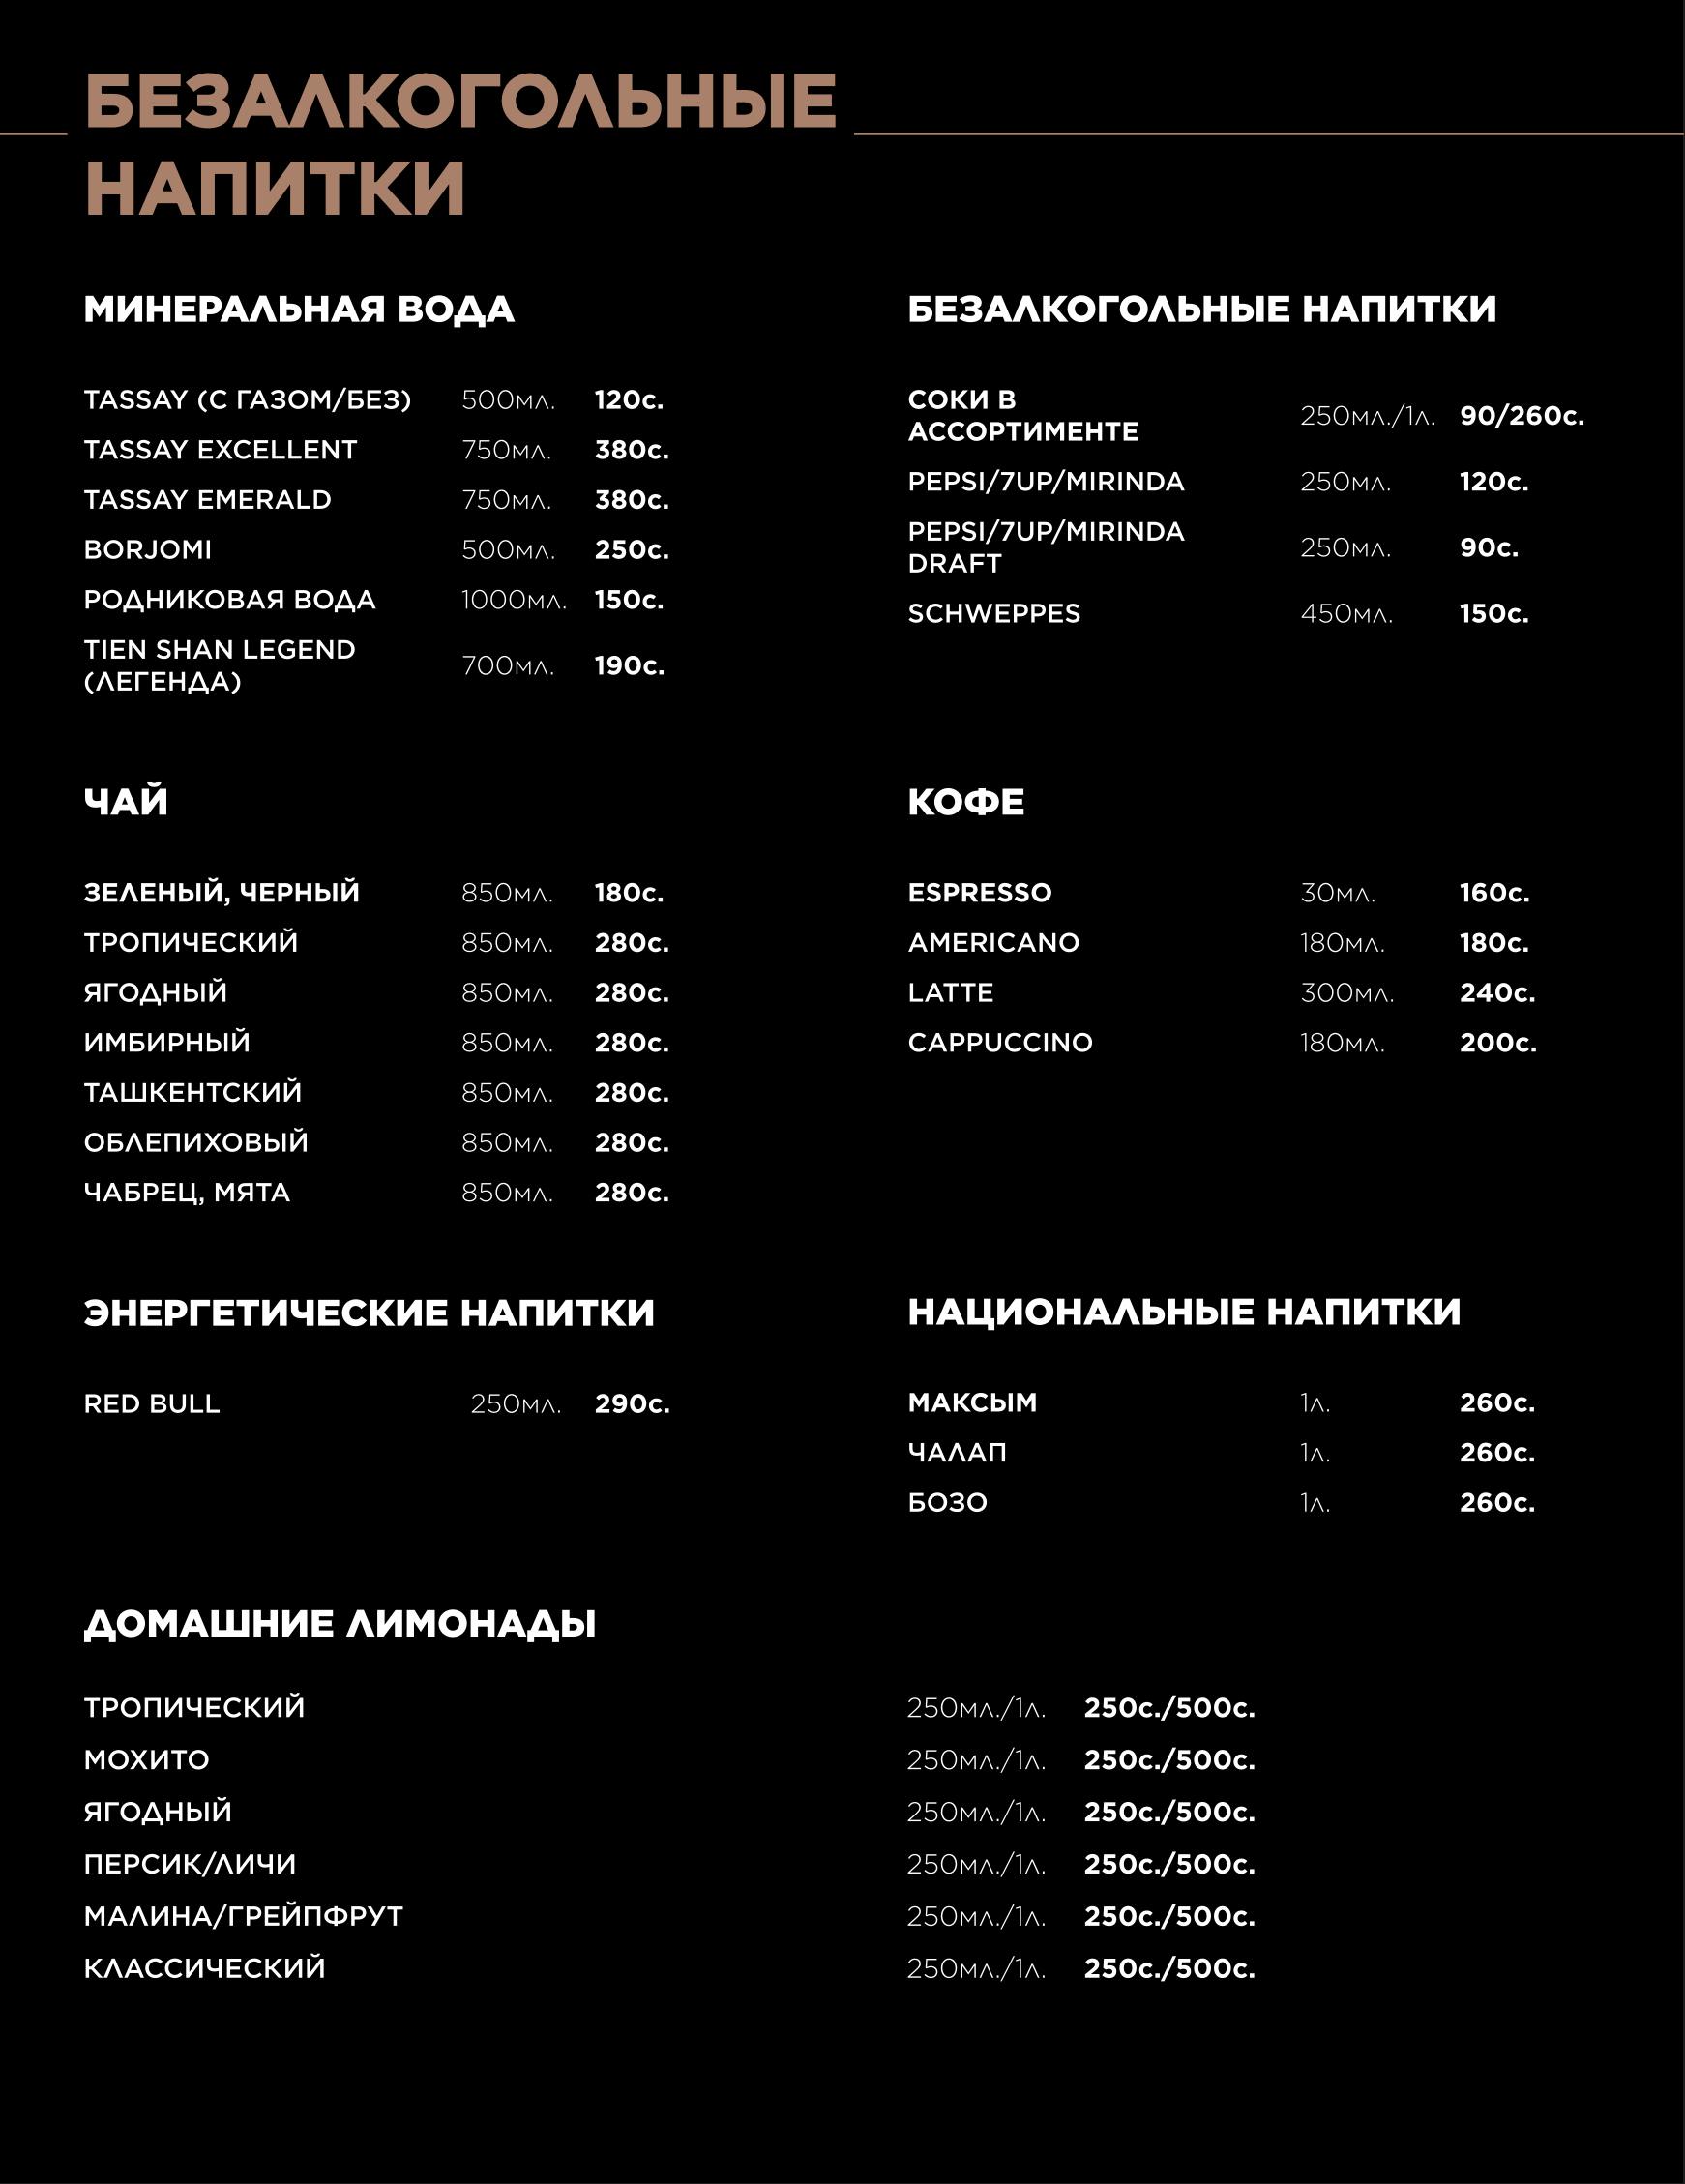 БЕЗАЛКОГОЛЬНЫЕ
НАПИТКИ
МИНЕРАЛЬНАЯ ВОДА
TASSAY (С ГАЗОМ/БЕЗ) 500мл. 120с.
TASSAY EXCELLENT 750мл. 380с.
TASSAY EMERALD 750мл. 380с.
BORJOMI 500мл. 250с.
РОДНИКОВАЯ ВОДА 1000мл. 150с.
TIEN SHAN LEGEND
(ЛЕГЕНДА) 700мл. 190с.
БЕЗАЛКОГОЛЬНЫЕ НАПИТКИ
СОКИ В
АССОРТИМЕНТЕ 250мл./1л. 90/260с.
PEPSI/7UP/MIRINDA 250мл. 120с.
PEPSI/7UP/MIRINDA
DRAFT 250мл. 90с.
SCHWEPPES 450мл. 150с.
ЧАЙ
ЗЕЛЕНЫЙ, ЧЕРНЫЙ 850мл. 180с.
ТРОПИЧЕСКИЙ 850мл. 280с.
ЯГОДНЫЙ 850мл. 280с.
ИМБИРНЫЙ 850мл. 280с.
ТАШКЕНТСКИЙ 850мл. 280с.
ОБЛЕПИХОВЫЙ 850мл. 280с.
ЧАБРЕЦ, МЯТА 850мл. 280с.
КОФЕ
ESPRESSO 30мл. 160с.
AMERICANO 180мл. 180с.
LATTE 300мл. 240с.
CAPPUCCINO 180мл. 200с.
ЭНЕРГЕТИЧЕСКИЕ НАПИТКИ
RED BULL 250мл. 290с.
НАЦИОНАЛЬНЫЕ НАПИТКИ
МАКСЫМ 1л. 260с.
ЧАЛАП 1л. 260с.
БОЗО 1л. 260с.
ДОМАШНИЕ ЛИМОНАДЫ
ТРОПИЧЕСКИЙ 250мл./1л. 250с./500с.
МОХИТО 250мл./1л. 250с./500с.
ЯГОДНЫЙ 250мл./1л. 250с./500с.
ПЕРСИК/ЛИЧИ 250мл./1л. 250с./500с.
МАЛИНА/ГРЕЙПФРУТ 250мл./1л. 250с./500с.
КЛАССИЧЕСКИЙ 250мл./1л. 250с./500с.